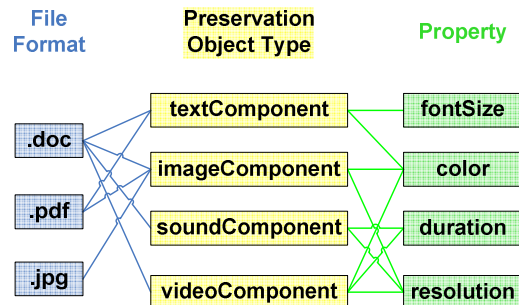 File
Format
Preservation
Object Type
Property
.doc
.pdf
.jpg
textComponent
imageComponent
soundComponent
videoComponent
fontSize
color
duration
resolution